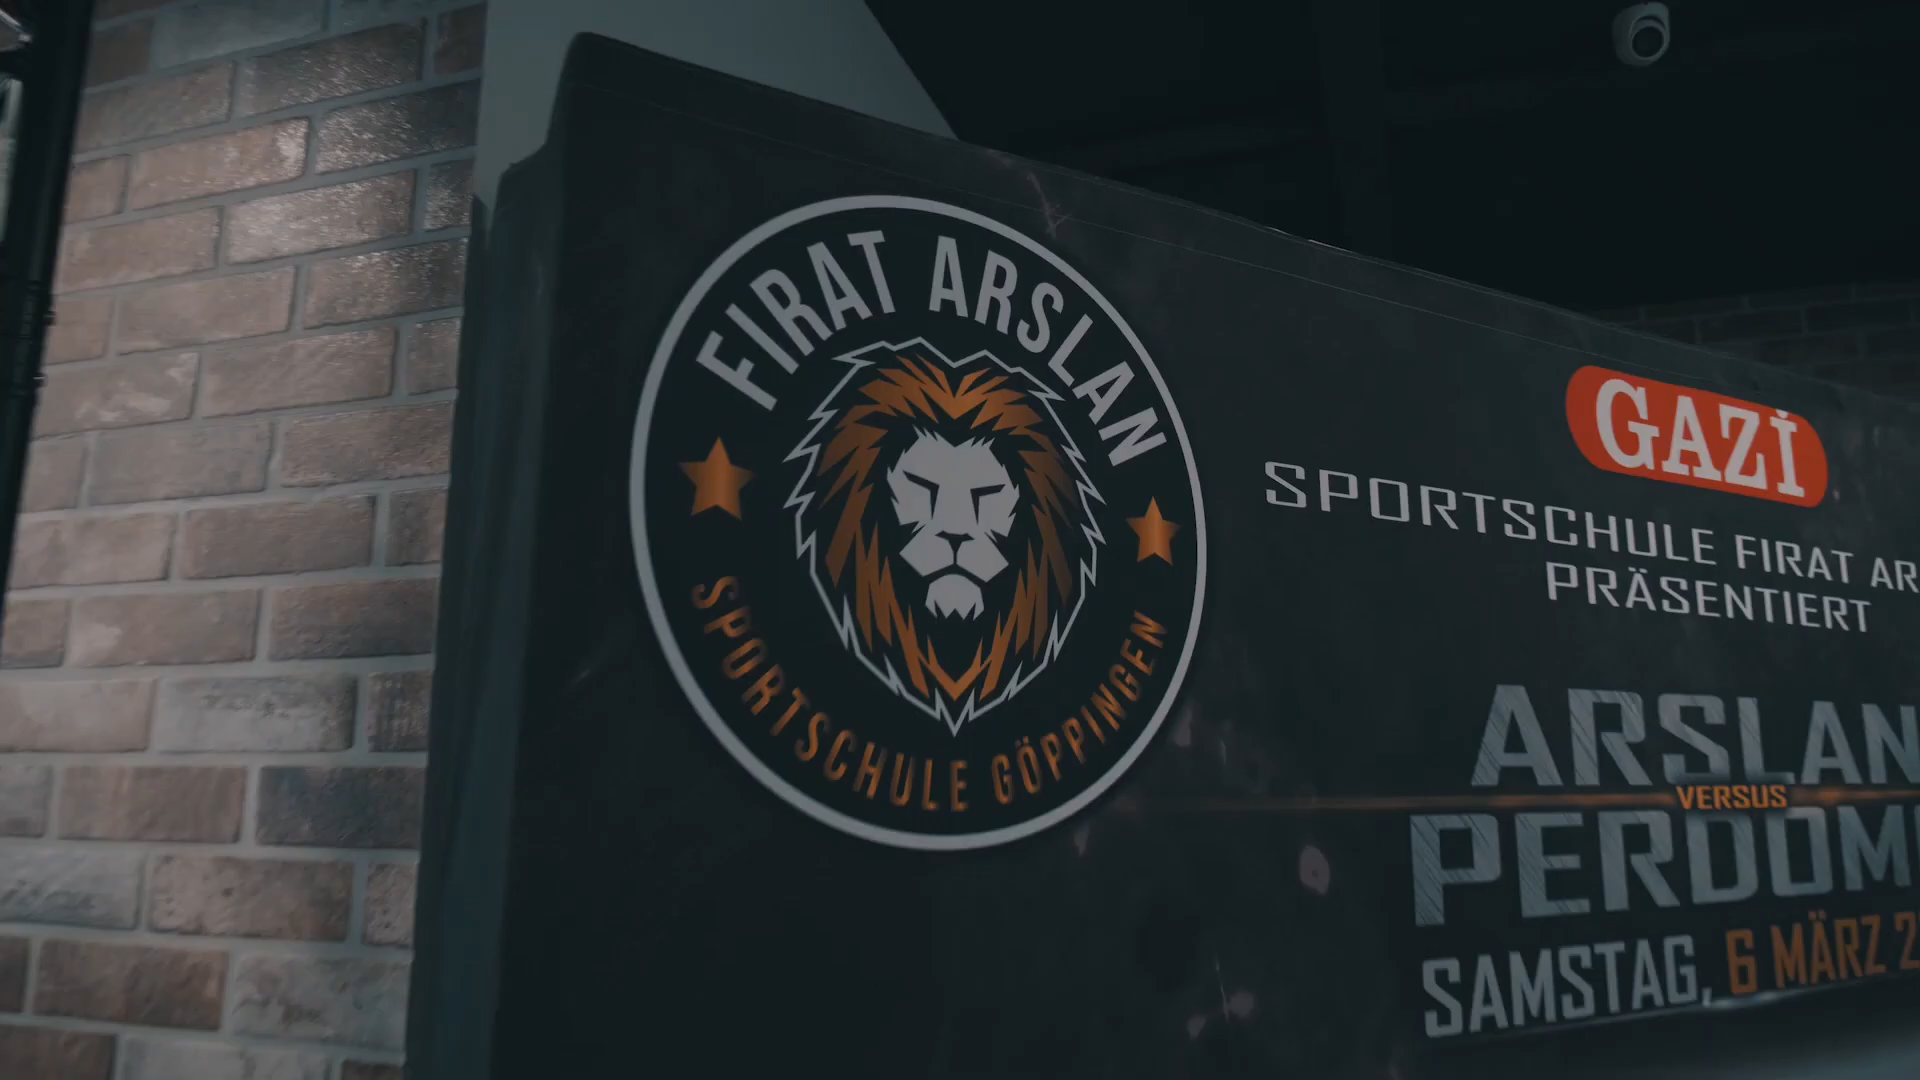 FIRAT ARSLAN
SPORTSCHULE GÖPPINGEN
GAZİ
SPORTSCHULE FIRAT AR
PRÄSENTIERT
ARSLAN
VERSUS
PERDOM
SAMSTAG, 6 MÄRZ 2